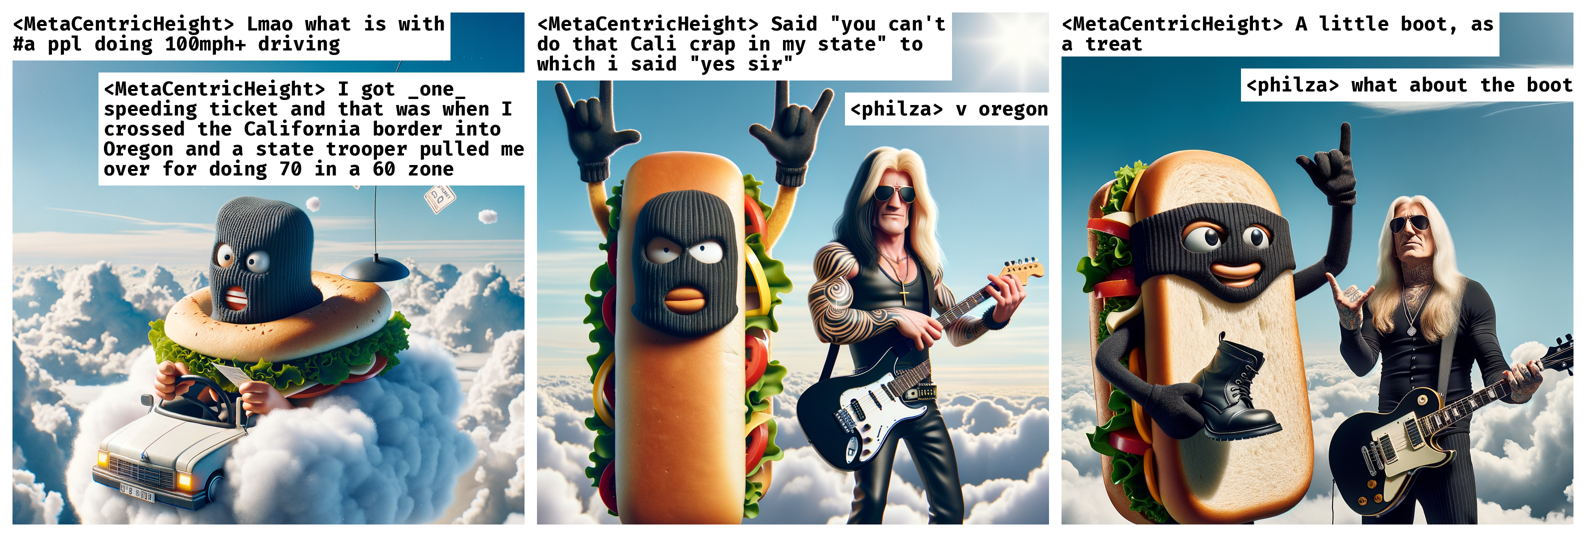 <MetaCentricHeight> Lmao what is with
#a ppl doing 100mph+ driving
<MetaCentricHeight> I got _one_
speeding ticket and that was when I
crossed the California border into
Oregon and a state trooper pulled me
over for doing 70 in a 60 zone
<MetaCentricHeight> Said "you can't
do that Cali crap in my state" to
which i said "yes sir"
<philza> v oregon
<MetaCentricHeight> A little boot, as
a treat
<philza> what about the boot